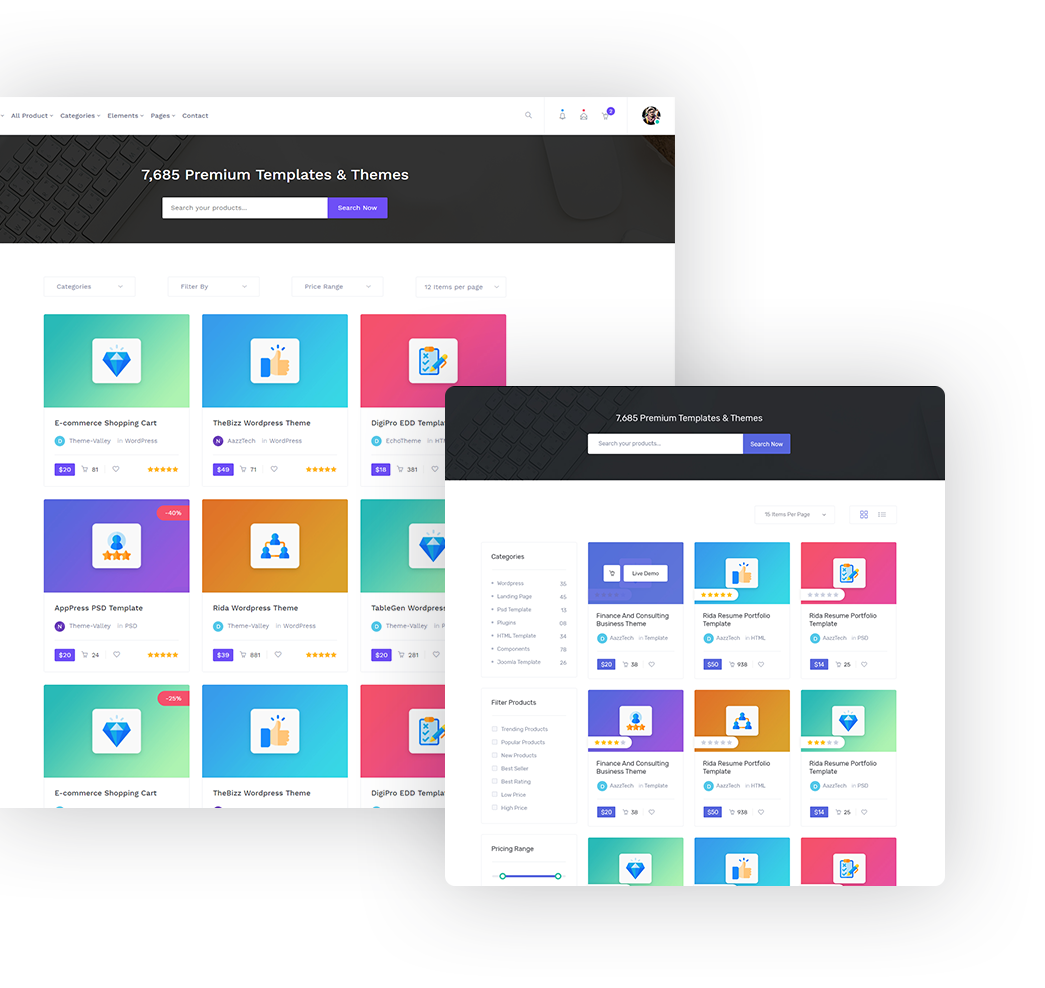 All Product
Categories
Elements
Pages
Contact
2
7,685 Premium Templates & Themes
Search your products...
Search Now
Categories
Filter By
Price Range
12 Items per page
E-commerce Shopping Cart
D Theme-Valley in WordPress
$20 81
TheBizz Wordpress Theme
N AazzTech in WordPress
$49 71
DigiPro EDD Templa
D EchoTheme in HT
$18 381
-40%
AppPress PSD Template
N Theme-Valley in PSD
$20 24
Rida Wordpress Theme
D Theme-Valley in WordPress
$39 881
TableGen Wordpress
D Theme-Valley in P
$20 281
-25%
E-commerce Shopping Cart
TheBizz Wordpress Theme
DigiPro EDD Templa
7,685 Premium Templates & Themes
Search your products...
Search Now
15 Items Per Page
Categories
Wordpress 35
Landing Page 45
Psd Template 13
Plugins 08
HTML Template 34
Components 78
Joomla Template 26
Filter Products
Trending Products
Popular Products
New Products
Best Seller
Best Rating
Low Price
High Price
Pricing Range
Live Demo
Finance And Consulting
Business Theme
D AazzTech in Template
$20 38
Rida Resume Portfolio
Template
D AazzTech in HTML
$50 938
Rida Resume Portfolio
Template
D AazzTech in PSD
$14 25
Finance And Consulting
Business Theme
D AazzTech in Template
$20 38
Rida Resume Portfolio
Template
D AazzTech in HTML
$50 938
Rida Resume Portfolio
Template
D AazzTech in PSD
$14 25